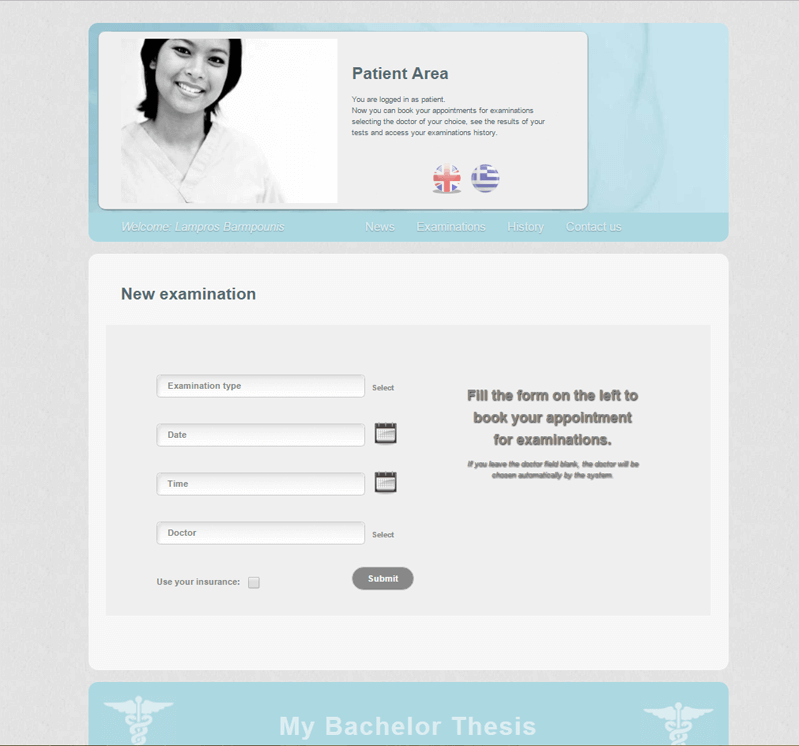 Patient Area
You are logged in as patient.
Now you can book your appointments for examinations
selecting the doctor of your choice, see the results of your
tests and access your examinations history.
Welcome: Lampros Barmpounis News Examinations History Contact us
New examination
Examination type Select
Date
Time
Doctor Select
Use your insurance: Submit
Fill the form on the left to
book your appointment
for examinations.
If you leave the doctor field blank, the doctor will be
chosen automatically by the system.
My Bachelor Thesis